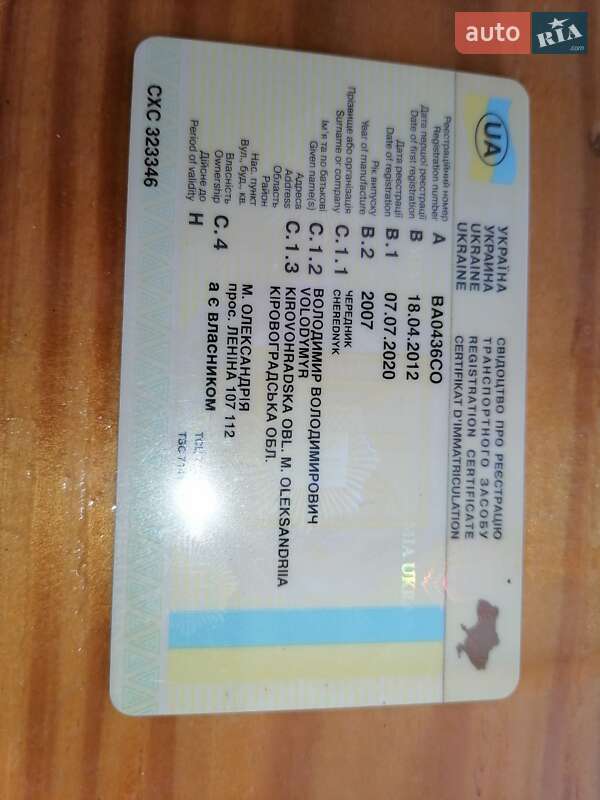 auto RIA .com
UA
УКРАЇНА
УКРАИНА
UKRAINE
UKRAINE
СВІДОЦТВО ПРО РЕЄСТРАЦІЮ
ТРАНСПОРТНОГО ЗАСОБУ
REGISTRATION CERTIFICATE
CERTIFIKAT D'IMMATRICULATION
Реєстраційний номер
Registration number A BA0436CO
Дата першої реєстрації
Date of first registration B 18.04.2012
Дата реєстрації
Date of registration B.1 07.07.2020
Рік випуску
Year of manufacture B.2 2007
Прізвище або організація
Surname or company C.1.1 ЧЕРЕДНИК
CHEREDNYK
Ім'я та по батькові
Given name(s) C.1.2 ВОЛОДИМИР ВОЛОДИМИРОВИЧ
VOLODYMYR
Адреса
Address C.1.3 KIROVOHRADSKA OBL. M. OLEKSANDRIIA
Область КІРОВОГРАДСЬКА ОБЛ.
Район
Нас. пункт М. ОЛЕКСАНДРІЯ
Вул., буд., кв. прос. ЛЕНІНА 107 112
Власність
Ownership C.4 а є власником
Дійсне до
Period of validity H
CXC 323346